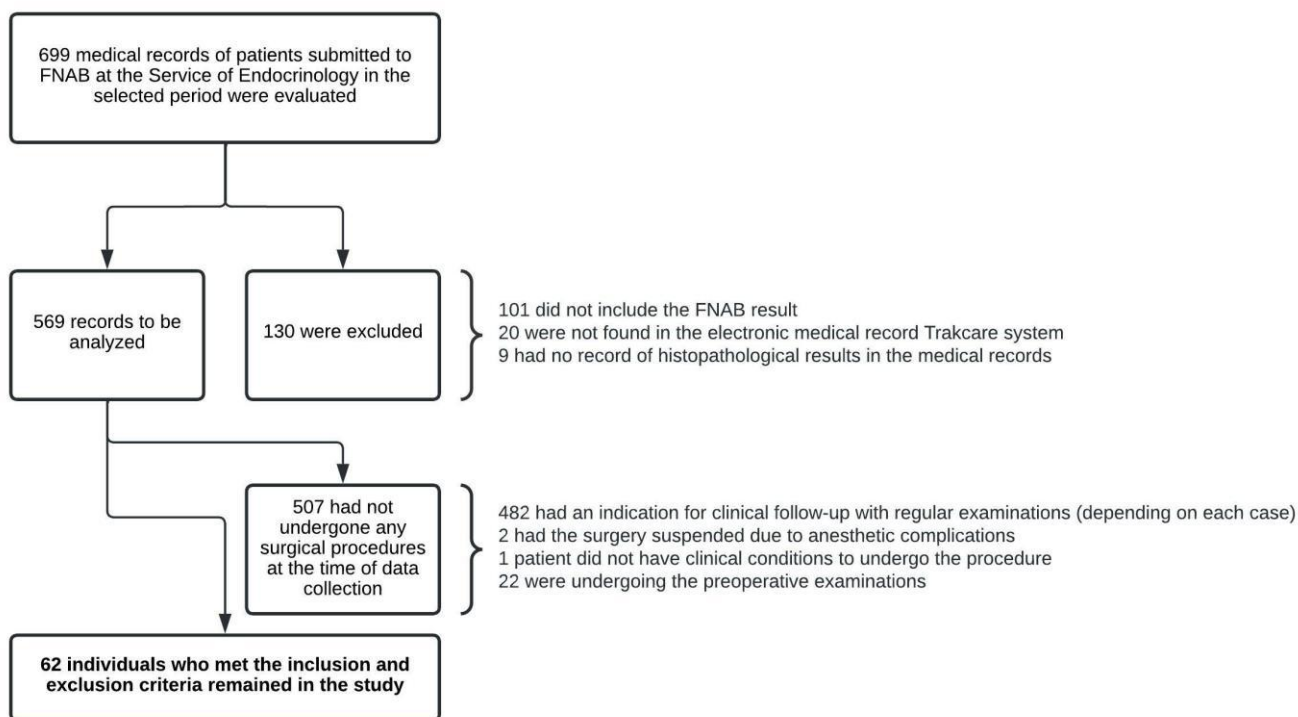 699 medical records of patients submitted to
FNAB at the Service of Endocrinology in the
selected period were evaluated
569 records to be
analyzed
130 were excluded
101 did not include the FNAB result
20 were not found in the electronic medical record Trakcare system
9 had no record of histopathological results in the medical records
507 had not
undergone any
surgical procedures
at the time of data
collection
482 had an indication for clinical follow-up with regular examinations (depending on each case)
2 had the surgery suspended due to anesthetic complications
1 patient did not have clinical conditions to undergo the procedure
22 were undergoing the preoperative examinations
62 individuals who met the inclusion and
exclusion criteria remained in the study